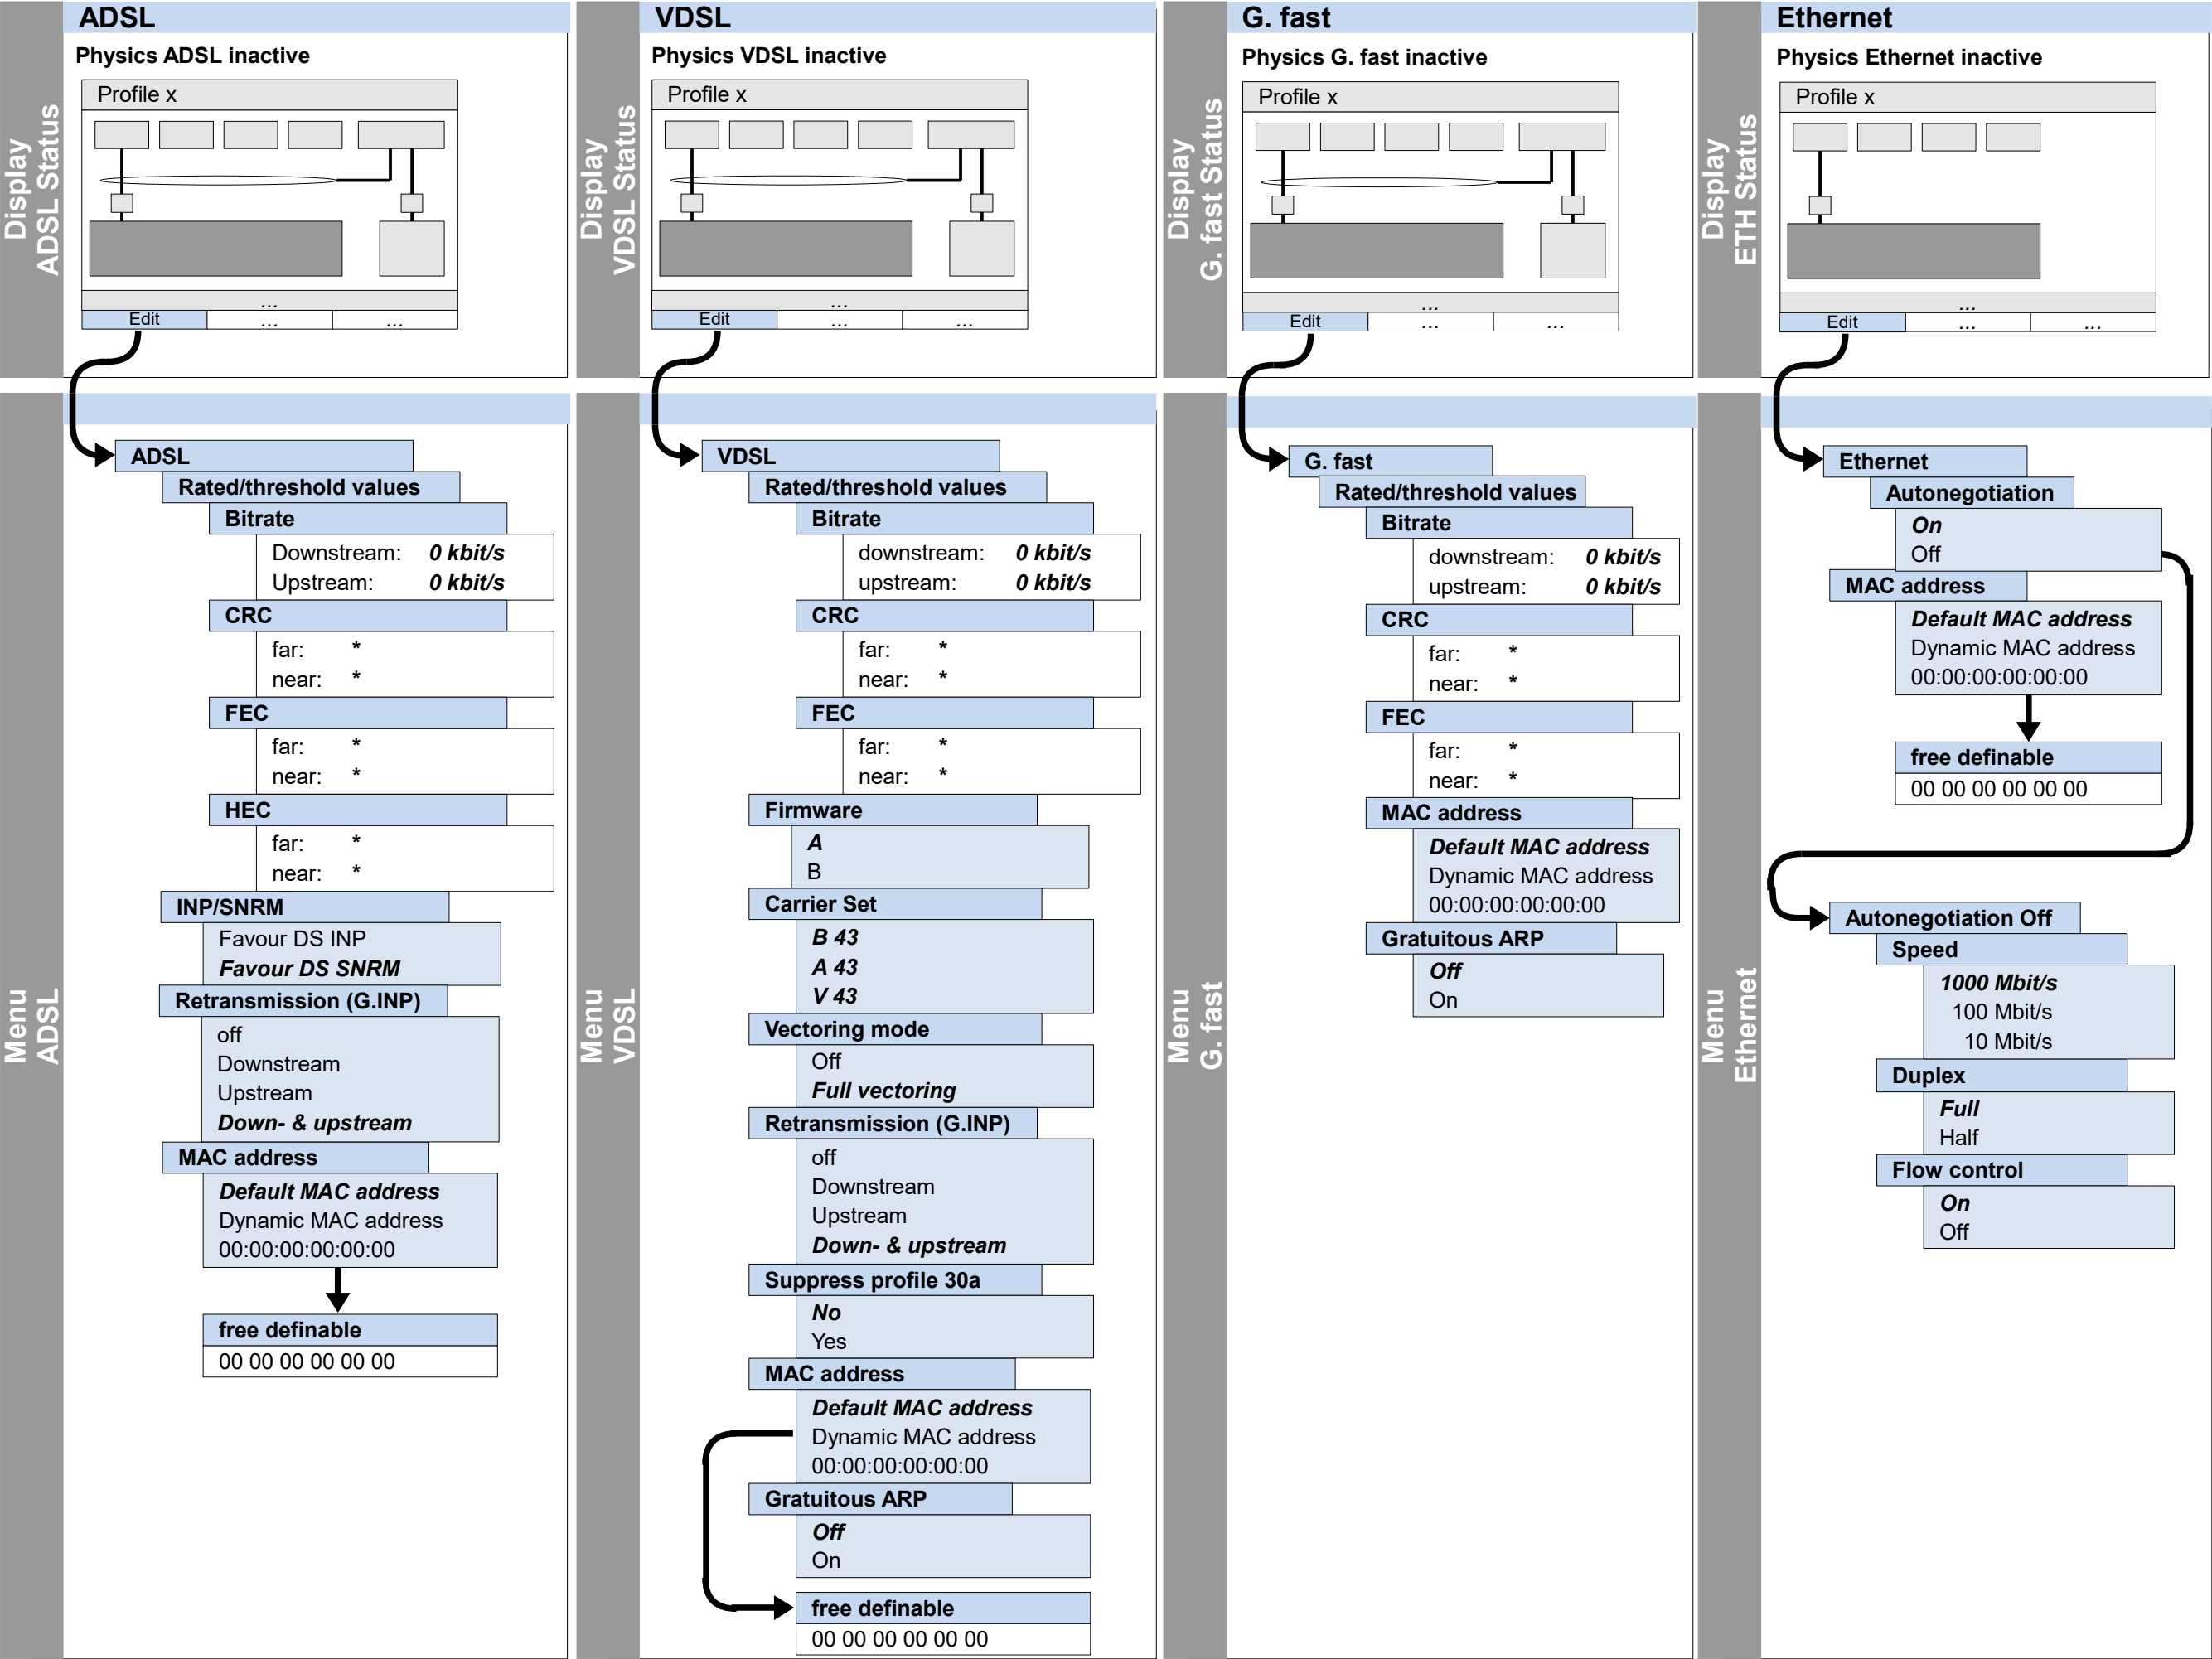 ADSL
Physics ADSL inactive
Profile x
...
Edit
...
...
Display
ADSL Status
VDSL
Physics VDSL inactive
Profile x
...
Edit
...
...
Display
VDSL Status
G. fast
Physics G. fast inactive
Profile x
...
Edit
...
...
Display
G. fast Status
Ethernet
Physics Ethernet inactive
Profile x
...
Edit
...
...
Display
ETH Status
Menu
ADSL
ADSL
Rated/threshold values
Bitrate
Downstream: 0 kbit/s
Upstream: 0 kbit/s
CRC
far: *
near: *
FEC
far: *
near: *
HEC
far: *
near: *
INP/SNRM
Favour DS INP
Favour DS SNRM
Retransmission (G.INP)
off
Downstream
Upstream
Down- & upstream
MAC address
Default MAC address
Dynamic MAC address
00:00:00:00:00:00
free definable
00 00 00 00 00 00
Menu
VDSL
VDSL
Rated/threshold values
Bitrate
downstream: 0 kbit/s
upstream: 0 kbit/s
CRC
far: *
near: *
FEC
far: *
near: *
Firmware
A
B
Carrier Set
B 43
A 43
V 43
Vectoring mode
Off
Full vectoring
Retransmission (G.INP)
off
Downstream
Upstream
Down- & upstream
Suppress profile 30a
No
Yes
MAC address
Default MAC address
Dynamic MAC address
00:00:00:00:00:00
Gratuitous ARP
Off
On
free definable
00 00 00 00 00 00
Menu
G. fast
G. fast
Rated/threshold values
Bitrate
downstream: 0 kbit/s
upstream: 0 kbit/s
CRC
far: *
near: *
FEC
far: *
near: *
MAC address
Default MAC address
Dynamic MAC address
00:00:00:00:00:00
Gratuitous ARP
Off
On
Menu
Ethernet
Ethernet
Autonegotiation
On
Off
MAC address
Default MAC address
Dynamic MAC address
00:00:00:00:00:00
free definable
00 00 00 00 00 00
Autonegotiation Off
Speed
1000 Mbit/s
100 Mbit/s
10 Mbit/s
Duplex
Full
Half
Flow control
On
Off